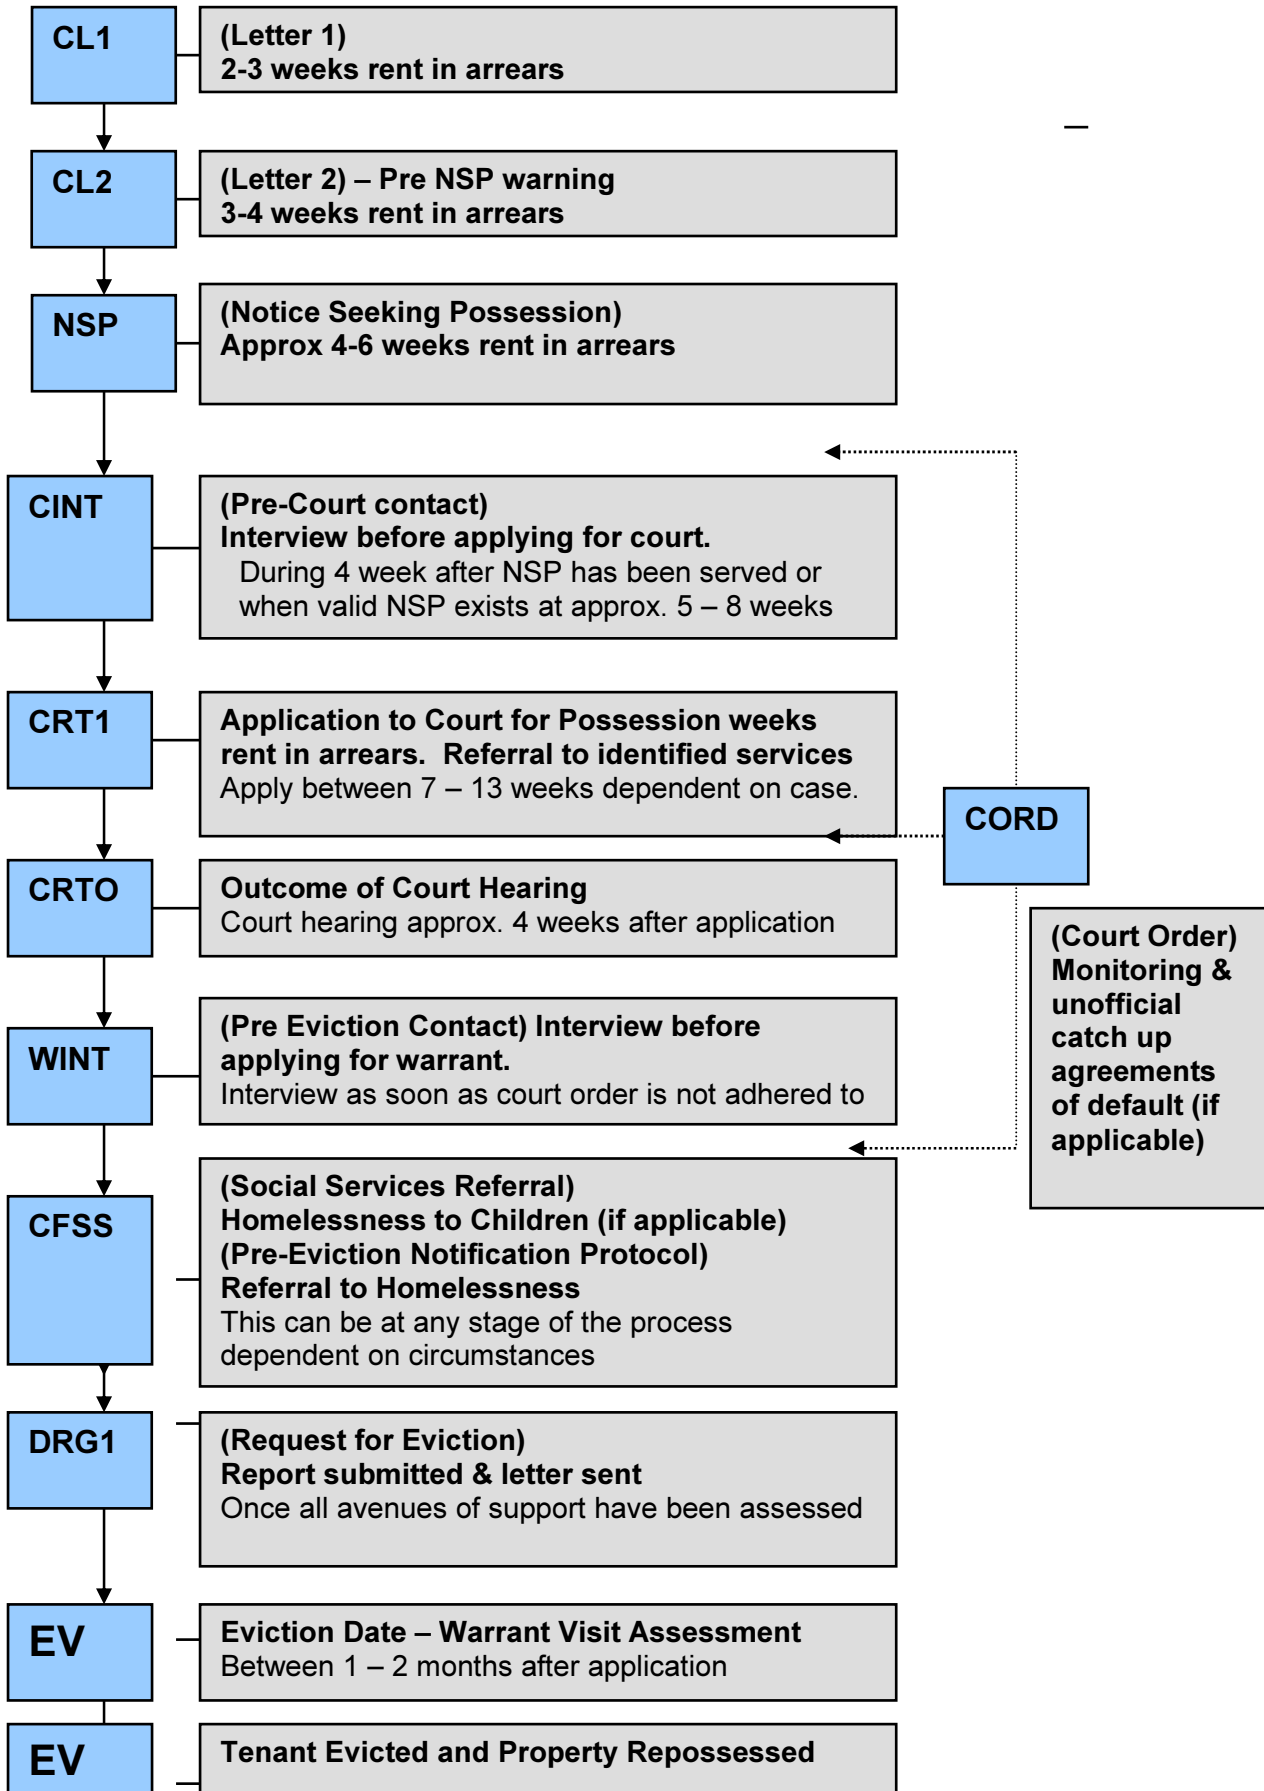 CL1
(Letter 1)
2-3 weeks rent in arrears
CL2
(Letter 2) – Pre NSP warning
3-4 weeks rent in arrears
NSP
(Notice Seeking Possession)
Approx 4-6 weeks rent in arrears
CINT
(Pre-Court contact)
Interview before applying for court.
During 4 week after NSP has been served or
when valid NSP exists at approx. 5 – 8 weeks
CRT1
Application to Court for Possession weeks
rent in arrears.  Referral to identified services
Apply between 7 – 13 weeks dependent on case.
CORD
(Court Order)
Monitoring &
unofficial
catch up
agreements
of default (if
applicable)
CRTO
Outcome of Court Hearing
Court hearing approx. 4 weeks after application
WINT
(Pre Eviction Contact) Interview before
applying for warrant.
Interview as soon as court order is not adhered to
CFSS
(Social Services Referral)
Homelessness to Children (if applicable)
(Pre-Eviction Notification Protocol)
Referral to Homelessness
This can be at any stage of the process
dependent on circumstances
DRG1
(Request for Eviction)
Report submitted & letter sent
Once all avenues of support have been assessed
EV
Eviction Date – Warrant Visit Assessment
Between 1 – 2 months after application
EV
Tenant Evicted and Property Repossessed